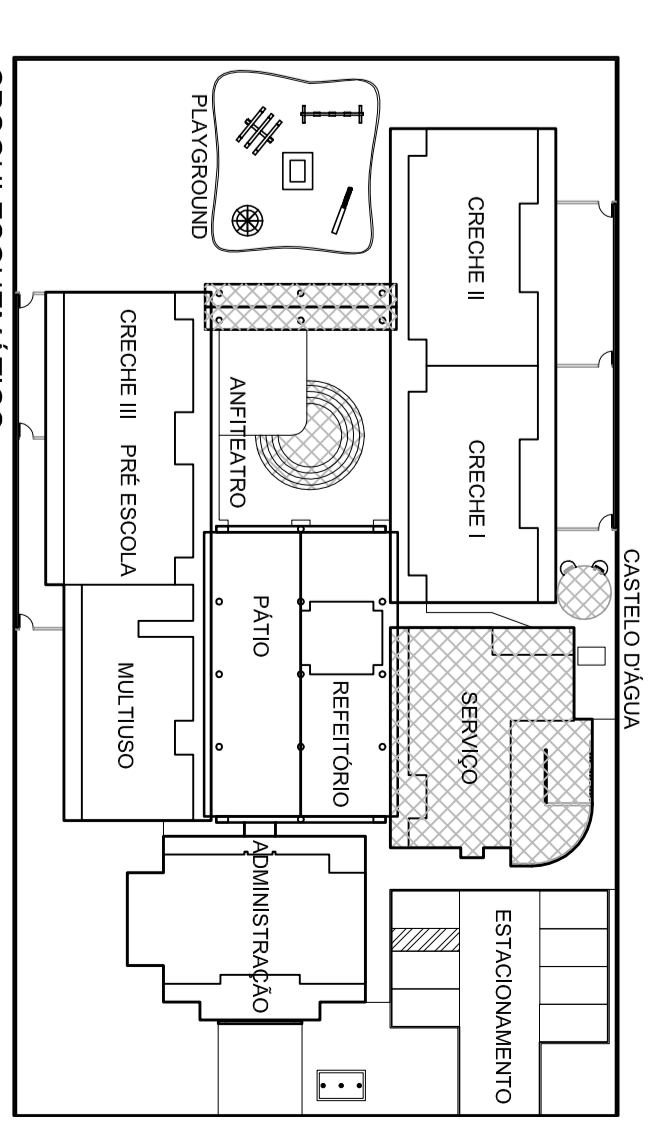 CASTELO D'ÁGUA
CRECHE II
CRECHE I
SERVIÇO
ESTACIONAMENTO
PLAYGROUND
ANFITEATRO
PÁTIO
REFEITÓRIO
ADMINISTRAÇÃO
CRECHE III
PRÉ ESCOLA
MULTIUSO